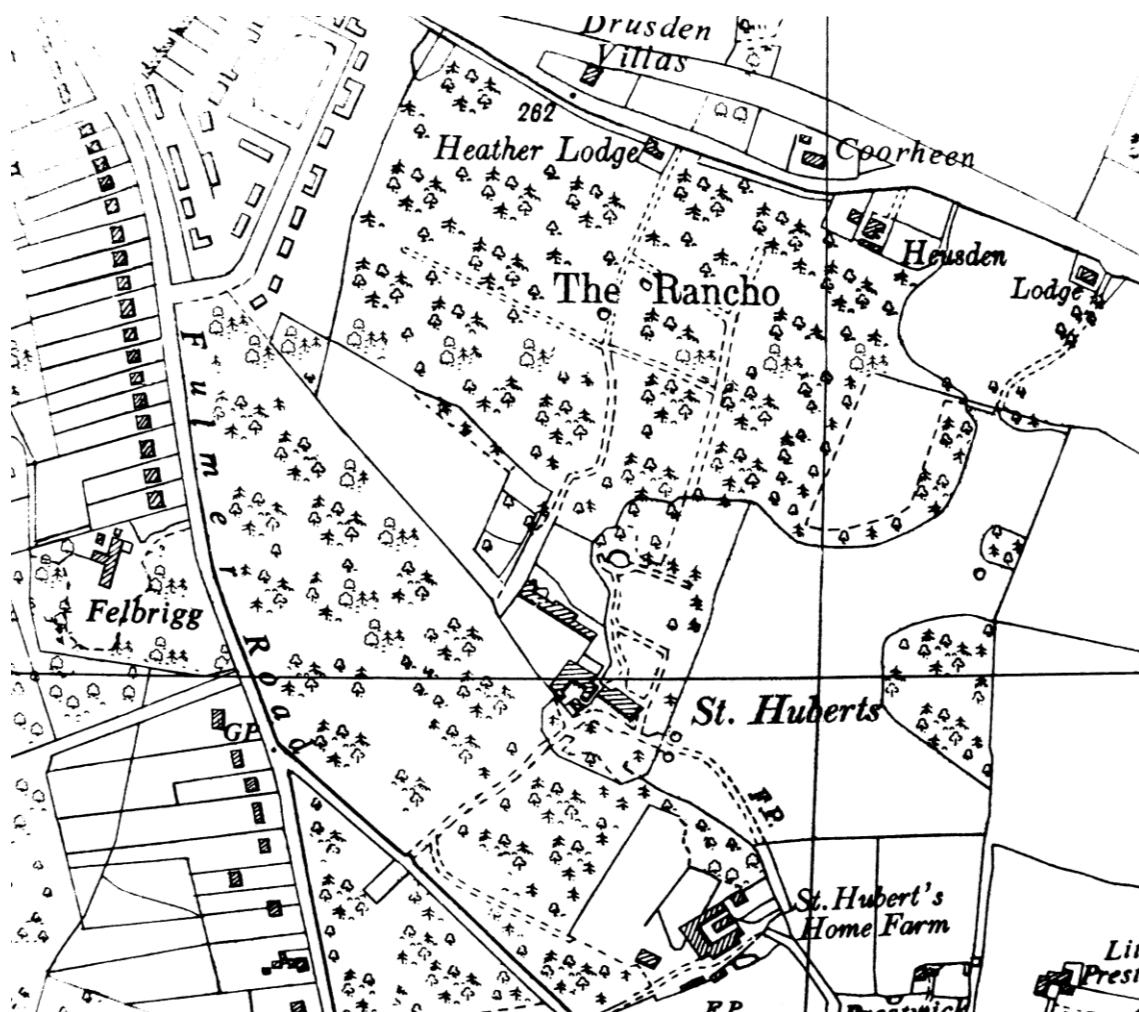 Drusden
Villas
262
Heather Lodge
Coorheen
Heusden
Lodge
The Rancho
Fulmer Road
Felbrigg
St. Huberts
GP
F.P.
St. Hubert's
Home Farm
Prestwich
F.P.